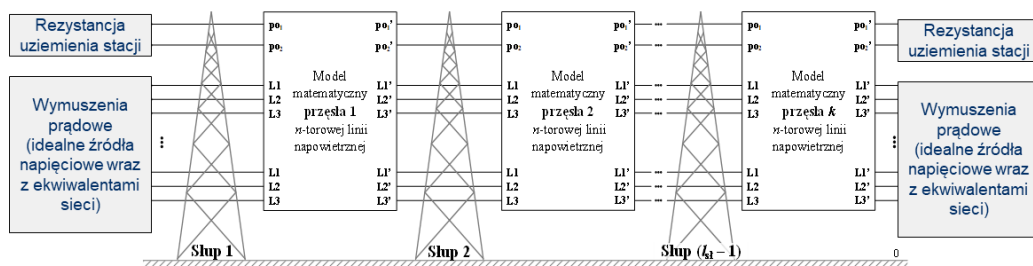 Rezystancja
uziemienia stacji
Wymuszenia
prądowe
(idealne źródła
napięciowe wraz
z ekwiwalentami
sieci)
Słup 1
po₁ po₁'
po₂ po₂'
L1 L1'
L2 L2'
L3 L3'
Model
matematyczny
przęsła 1
n-torowej linii
napowietrznej
L1 L1'
L2 L2'
L3 L3'
Słup 2
po₁ po₁'
po₂ po₂'
L1 L1'
L2 L2'
L3 L3'
Model
matematyczny
przęsła 2
n-torowej linii
napowietrznej
L1 L1'
L2 L2'
L3 L3'
Słup (lₛₗ – 1)
po₁ po₁'
po₂ po₂'
L1 L1'
L2 L2'
L3 L3'
Model
matematyczny
przęsła k
n-torowej linii
napowietrznej
L1 L1'
L2 L2'
L3 L3'
Rezystancja
uziemienia stacji
Wymuszenia
prądowe
(idealne źródła
napięciowe wraz
z ekwiwalentami
sieci)
0